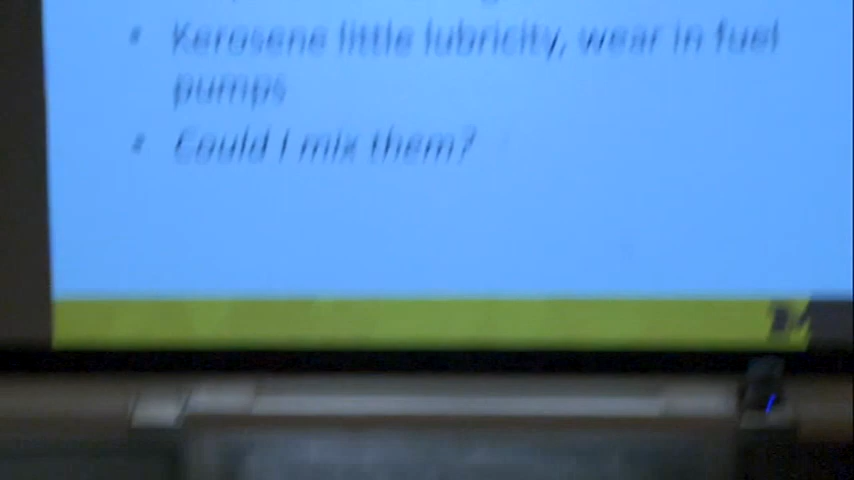 Kerosene little lubricity, wear in fuel
pumps
Could I mix them?